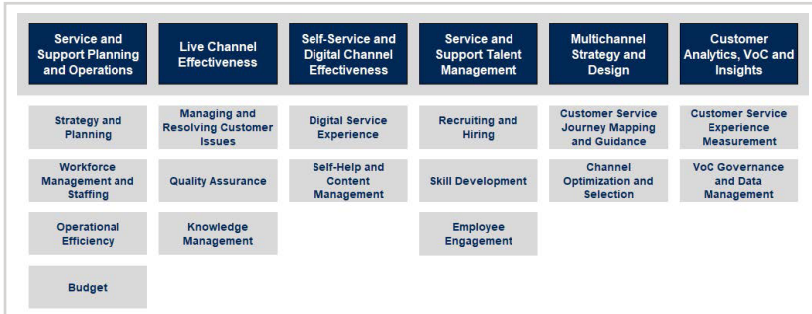 Service and
Support Planning
and Operations
Live Channel
Effectiveness
Self-Service and
Digital Channel
Effectiveness
Service and
Support Talent
Management
Multichannel
Strategy and
Design
Customer
Analytics, VoC and
Insights
Strategy and
Planning
Managing and
Resolving Customer
Issues
Digital Service
Experience
Recruiting and
Hiring
Customer Service
Journey Mapping
and Guidance
Customer Service
Experience
Measurement
Workforce
Management and
Staffing
Quality Assurance
Self-Help and
Content
Management
Skill Development
Channel
Optimization and
Selection
VoC Governance
and Data
Management
Operational
Efficiency
Knowledge
Management
Employee
Engagement
Budget